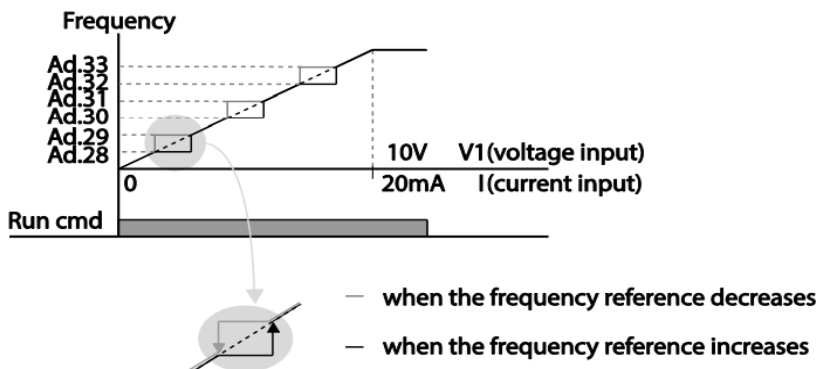 Frequency
Ad.33
Ad.32
Ad.31
Ad.30
Ad.29
Ad.28
10V V1(voltage input)
0 20mA I(current input)
Run cmd
when the frequency reference decreases
when the frequency reference increases